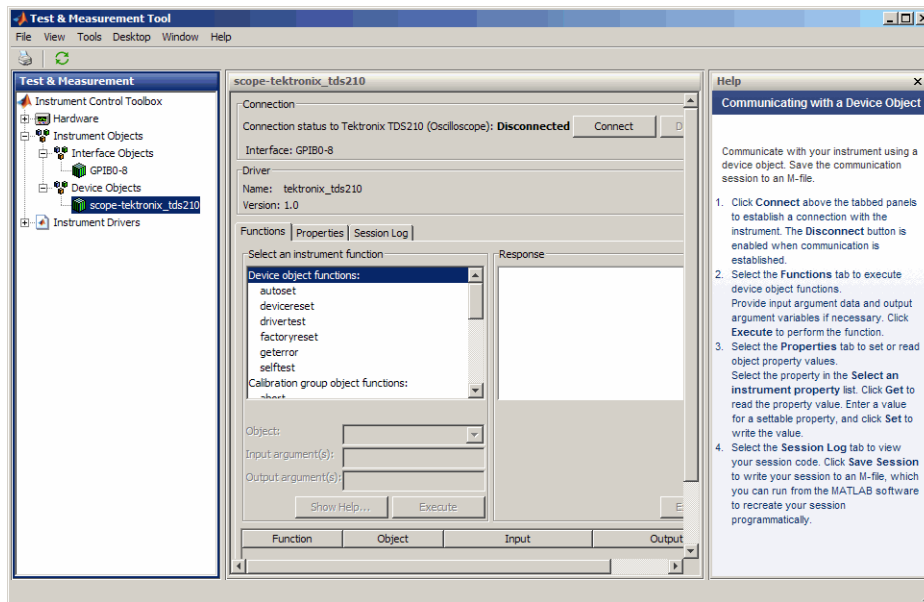 Test & Measurement Tool
File View Tools Desktop Window Help
Test & Measurement
Instrument Control Toolbox
Hardware
Instrument Objects
Interface Objects
GPIB0-8
Device Objects
scope-tektronix_tds210
Instrument Drivers
scope-tektronix_tds210
Connection
Connection status to Tektronix TDS210 (Oscilloscope): Disconnected Connect D
Interface: GPIB0-8
Driver
Name: tektronix_tds210
Version: 1.0
Functions Properties Session Log
Select an instrument function
Device object functions:
autoset
devicereset
drivertest
factoryreset
geterror
selftest
Calibration group object functions:
abort
Object:
Input argument(s):
Output argument(s):
Show Help... Execute
Response
E
Function Object Input Output
Help
Communicating with a Device Object
Communicate with your instrument using a
device object. Save the communication
session to an M-file.
1. Click Connect above the tabbed panels
to establish a connection with the
instrument. The Disconnect button is
enabled when communication is
established.
2. Select the Functions tab to execute
device object functions.
Provide input argument data and output
argument variables if necessary. Click
Execute to perform the function.
3. Select the Properties tab to set or read
object property values.
Select the property in the Select an
instrument property list. Click Get to
read the property value. Enter a value
for a settable property, and click Set to
write the value.
4. Select the Session Log tab to view
your session code. Click Save Session
to write your session to an M-file, which
you can run from the MATLAB software
to recreate your session
programmatically.